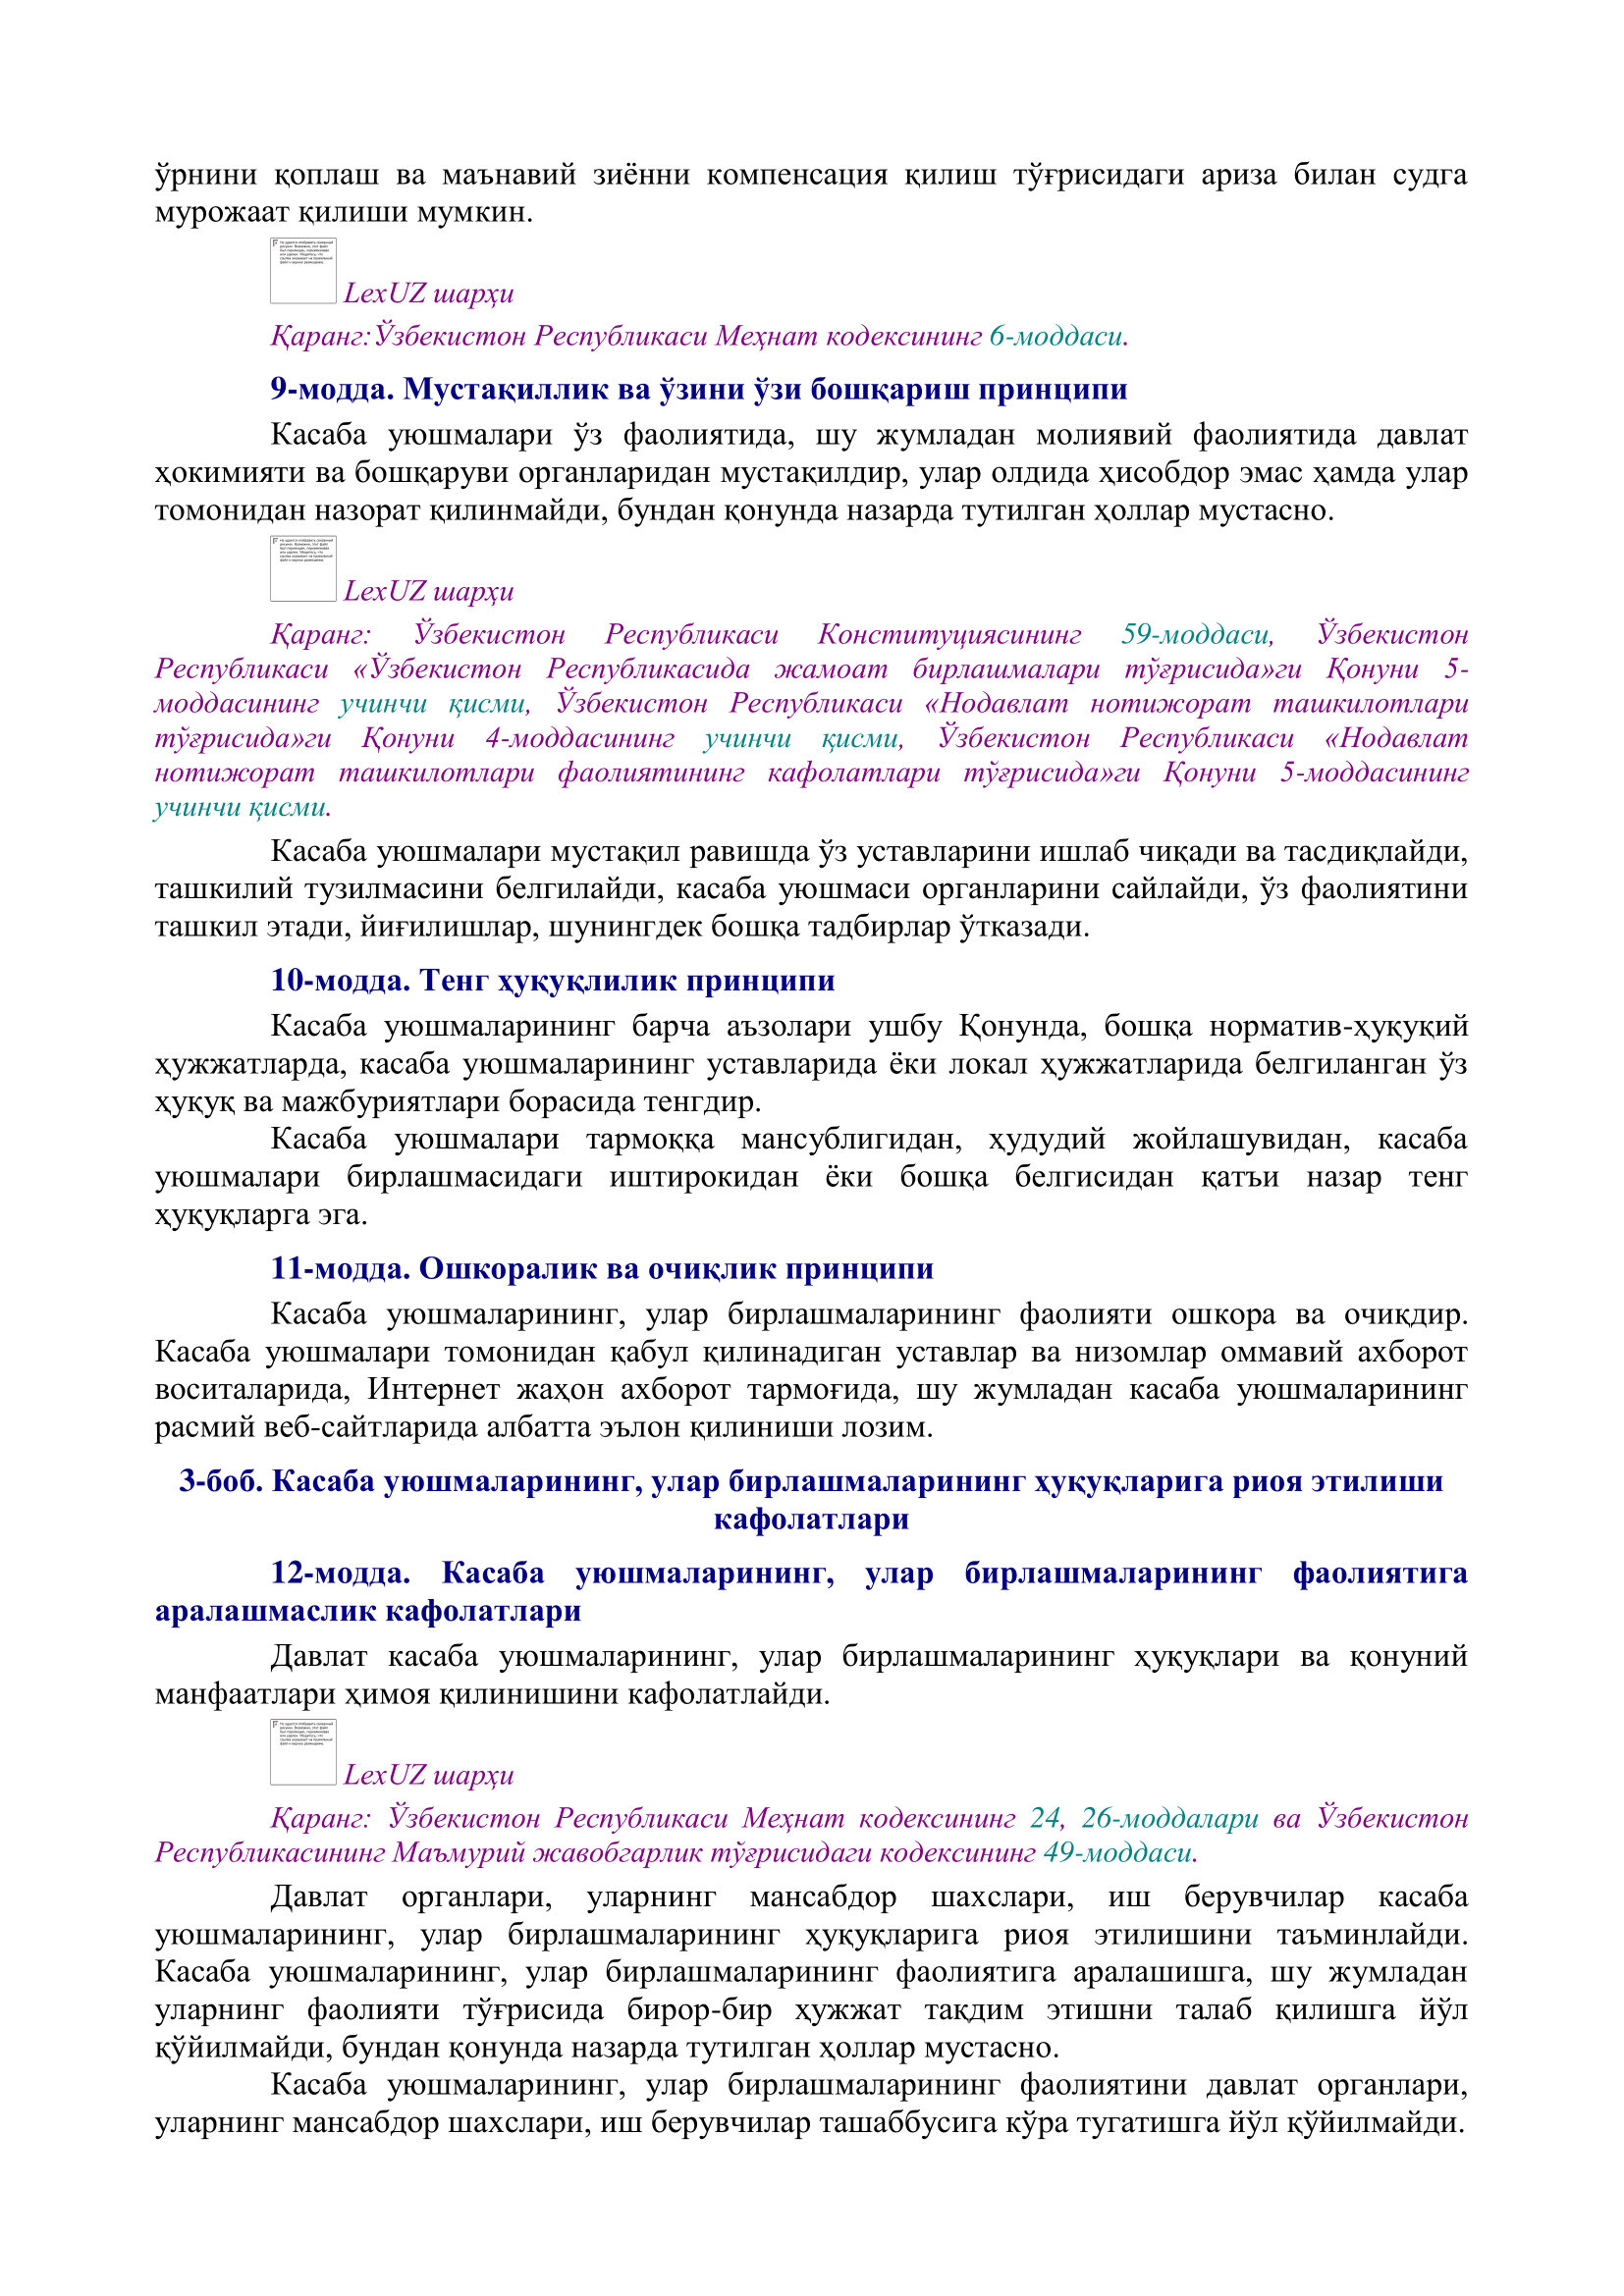 ўрнини қоплаш ва маънавий зиённи компенсация қилиш тўғрисидаги ариза билан судга
мурожаат қилиши мумкин.
LexUZ шарҳи
Қаранг:Ўзбекистон Республикаси Меҳнат кодексининг 6-моддаси.
9-модда. Мустақиллик ва ўзини ўзи бошқариш принципи
Касаба уюшмалари ўз фаолиятида, шу жумладан молиявий фаолиятида давлат
ҳокимияти ва бошқаруви органларидан мустақилдир, улар олдида ҳисобдор эмас ҳамда улар
томонидан назорат қилинмайди, бундан қонунда назарда тутилган ҳоллар мустасно.
LexUZ шарҳи
Қаранг: Ўзбекистон Республикаси Конституциясининг 59-моддаси, Ўзбекистон
Республикаси «Ўзбекистон Республикасида жамоат бирлашмалари тўғрисида»ги Қонуни 5-
моддасининг учинчи қисми, Ўзбекистон Республикаси «Нодавлат нотижорат ташкилотлари
тўғрисида»ги Қонуни 4-моддасининг учинчи қисми, Ўзбекистон Республикаси «Нодавлат
нотижорат ташкилотлари фаолиятининг кафолатлари тўғрисида»ги Қонуни 5-моддасининг
учинчи қисми.
Касаба уюшмалари мустақил равишда ўз уставларини ишлаб чиқади ва тасдиқлайди,
ташкилий тузилмасини белгилайди, касаба уюшмаси органларини сайлайди, ўз фаолиятини
ташкил этади, йиғилишлар, шунингдек бошқа тадбирлар ўтказади.
10-модда. Тенг ҳуқуқлилик принципи
Касаба уюшмаларининг барча аъзолари ушбу Қонунда, бошқа норматив-ҳуқуқий
ҳужжатларда, касаба уюшмаларининг уставларида ёки локал ҳужжатларида белгиланган ўз
ҳуқуқ ва мажбуриятлари борасида тенгдир.
Касаба уюшмалари тармоққа мансублигидан, ҳудудий жойлашувидан, касаба
уюшмалари бирлашмасидаги иштирокидан ёки бошқа белгисидан қатъи назар тенг
ҳуқуқларга эга.
11-модда. Ошкоралик ва очиқлик принципи
Касаба уюшмаларининг, улар бирлашмаларининг фаолияти ошкора ва очиқдир.
Касаба уюшмалари томонидан қабул қилинадиган уставлар ва низомлар оммавий ахборот
воситаларида, Интернет жаҳон ахборот тармоғида, шу жумладан касаба уюшмаларининг
расмий веб-сайтларида албатта эълон қилиниши лозим.
3-боб. Касаба уюшмаларининг, улар бирлашмаларининг ҳуқуқларига риоя этилиши
кафолатлари
12-модда. Касаба уюшмаларининг, улар бирлашмаларининг фаолиятига
аралашмаслик кафолатлари
Давлат касаба уюшмаларининг, улар бирлашмаларининг ҳуқуқлари ва қонуний
манфаатлари ҳимоя қилинишини кафолатлайди.
LexUZ шарҳи
Қаранг: Ўзбекистон Республикаси Меҳнат кодексининг 24, 26-моддалари ва Ўзбекистон
Республикасининг Маъмурий жавобгарлик тўғрисидаги кодексининг 49-моддаси.
Давлат органлари, уларнинг мансабдор шахслари, иш берувчилар касаба
уюшмаларининг, улар бирлашмаларининг ҳуқуқларига риоя этилишини таъминлайди.
Касаба уюшмаларининг, улар бирлашмаларининг фаолиятига аралашишга, шу жумладан
уларнинг фаолияти тўғрисида бирор-бир ҳужжат тақдим этишни талаб қилишга йўл
қўйилмайди, бундан қонунда назарда тутилган ҳоллар мустасно.
Касаба уюшмаларининг, улар бирлашмаларининг фаолиятини давлат органлари,
уларнинг мансабдор шахслари, иш берувчилар ташаббусига кўра тугатишга йўл қўйилмайди.